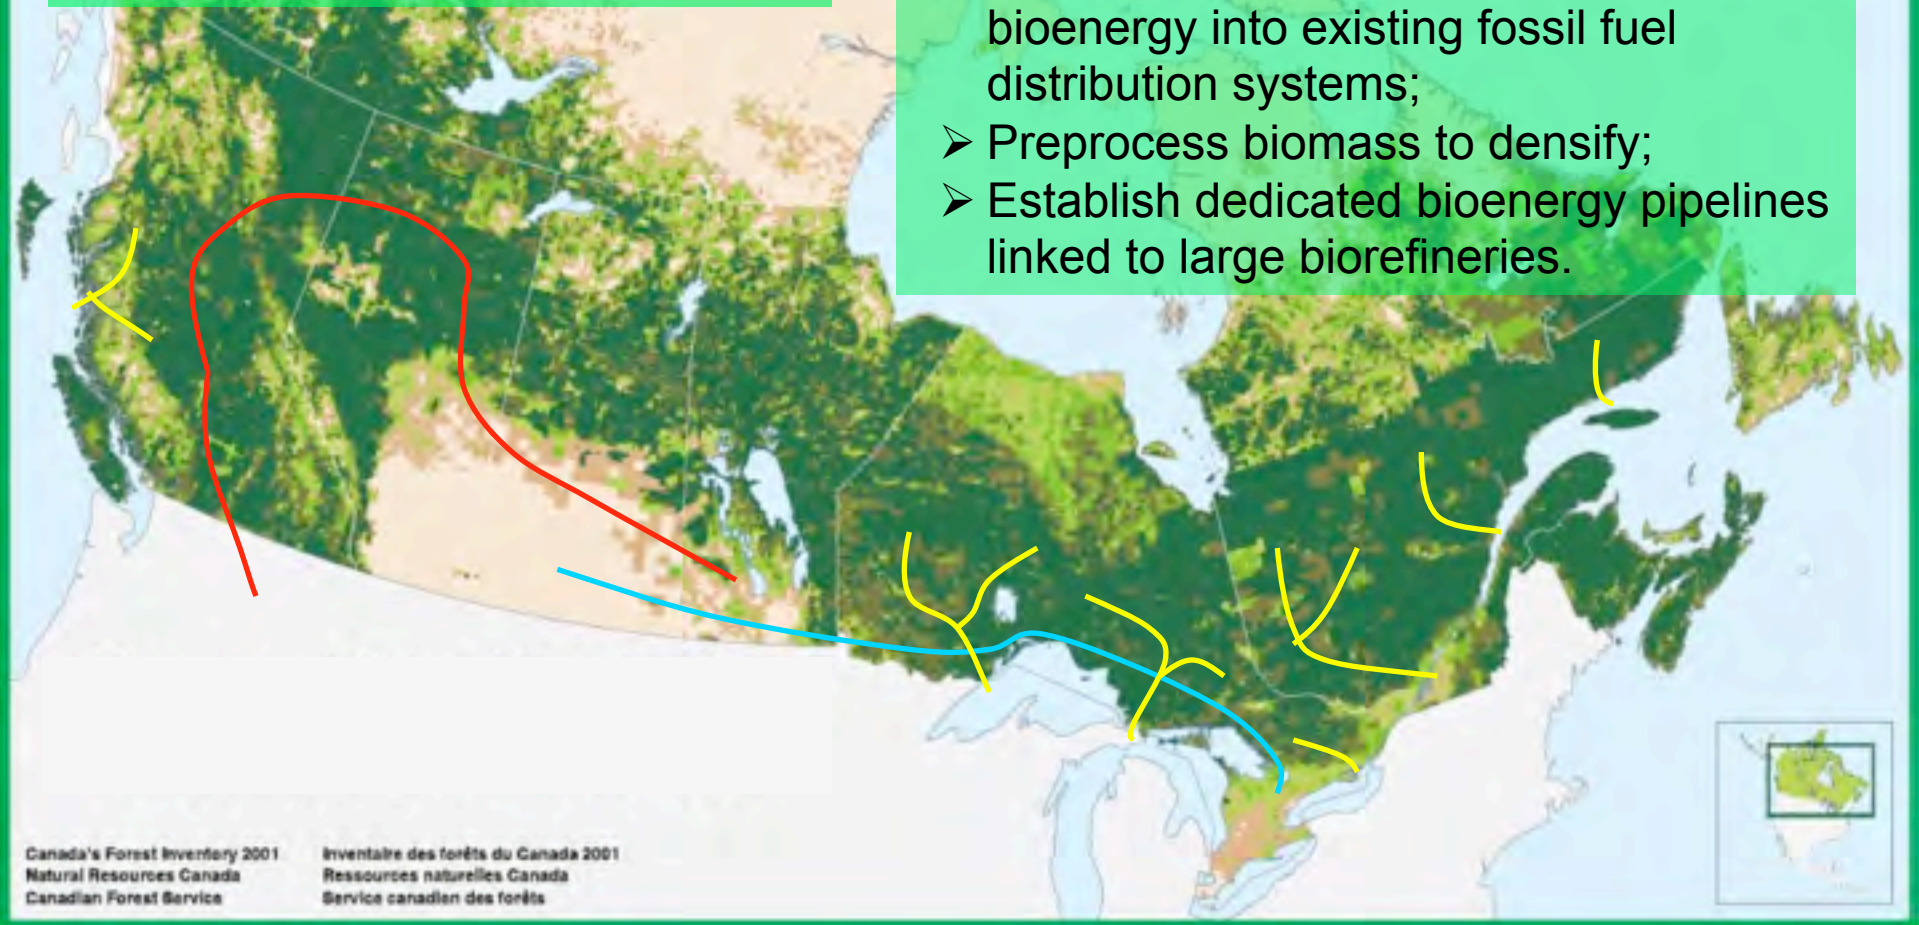 bioenergy into existing fossil fuel
distribution systems;
➢ Preprocess biomass to densify;
➢ Establish dedicated bioenergy pipelines
linked to large biorefineries.
Canada's Forest Inventory 2001
Natural Resources Canada
Canadian Forest Service
Inventaire des forêts du Canada 2001
Ressources naturelles Canada
Service canadien des forêts